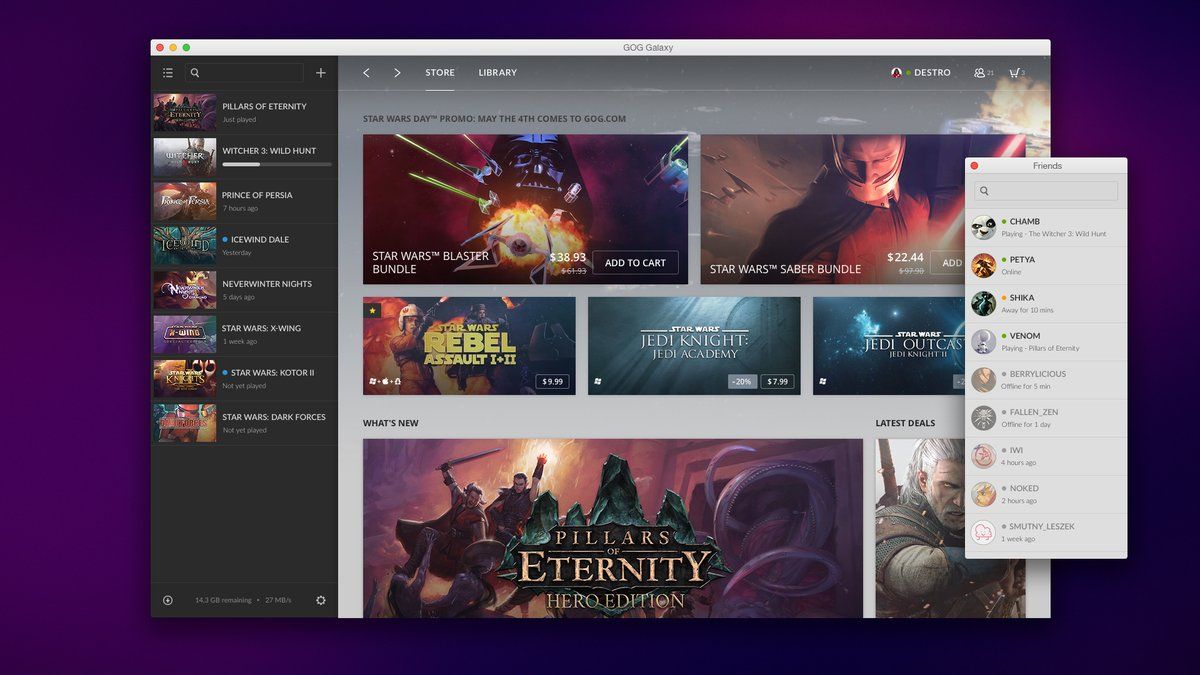 GOG Galaxy
STORE
LIBRARY
DESTRO
21
3
PILLARS OF ETERNITY
Just played
WITCHER 3: WILD HUNT
PRINCE OF PERSIA
7 hours ago
ICEWIND DALE
Yesterday
NEVERWINTER NIGHTS
5 days ago
STAR WARS: X-WING
1 week ago
STAR WARS: KOTOR II
Not yet played
STAR WARS: DARK FORCES
Not yet played
14.3 GB remaining • 27 MB/s
STAR WARS DAY™ PROMO: MAY THE 4TH COMES TO GOG.COM
STAR WARS™ BLASTER
BUNDLE
$38.93
$61.93
ADD TO CART
STAR WARS™ SABER BUNDLE
$22.44
$97.90
ADD
STAR WARS
REBEL
ASSAULT I+II
$9.99
STAR WARS
JEDI KNIGHT:
JEDI ACADEMY
-20%
$7.99
STAR WARS
JEDI OUTCAS
JEDI KNIGHT II
-2
WHAT'S NEW
LATEST DEALS
PILLARS
OF
ETERNITY
HERO EDITION
Friends
CHAMB
Playing - The Witcher 3: Wild Hunt
PETYA
Online
SHIKA
Away for 10 mins
VENOM
Playing - Pillars of Eternity
BERRYLICIOUS
Offline for 5 min
FALLEN_ZEN
Offline for 1 day
IWI
4 hours ago
NOKED
2 hours ago
SMUTNY_LESZEK
1 week ago